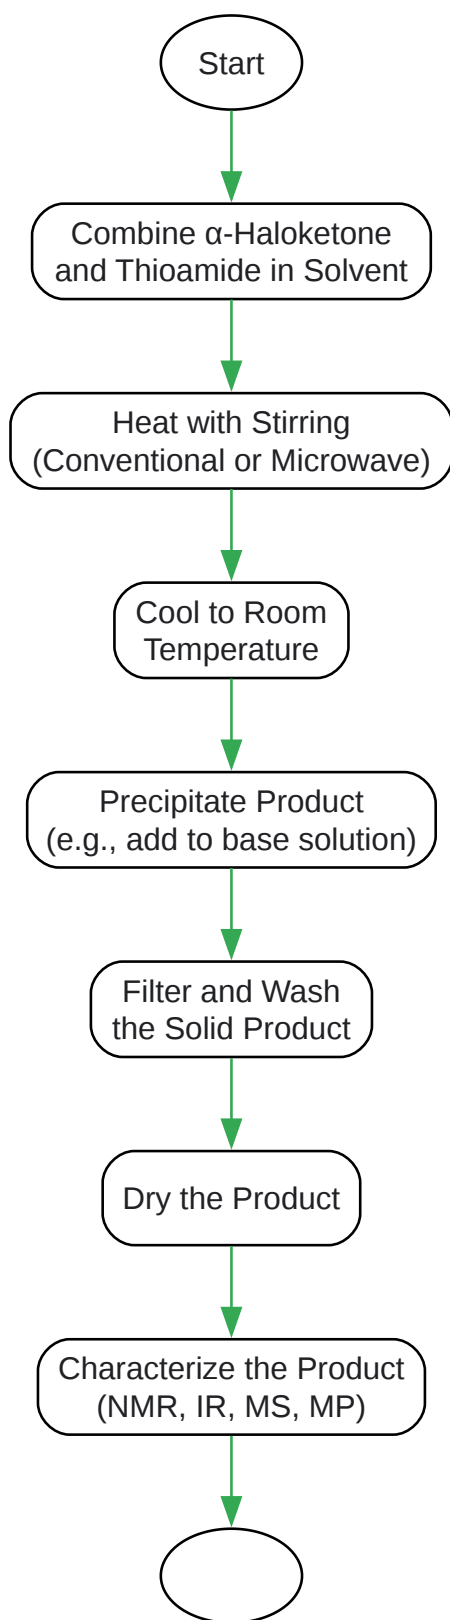 Start
Combine α-Haloketone
and Thioamide in Solvent
Heat with Stirring
(Conventional or Microwave)
Cool to Room
Temperature
Precipitate Product
(e.g., add to base solution)
Filter and Wash
the Solid Product
Dry the Product
Characterize the Product
(NMR, IR, MS, MP)